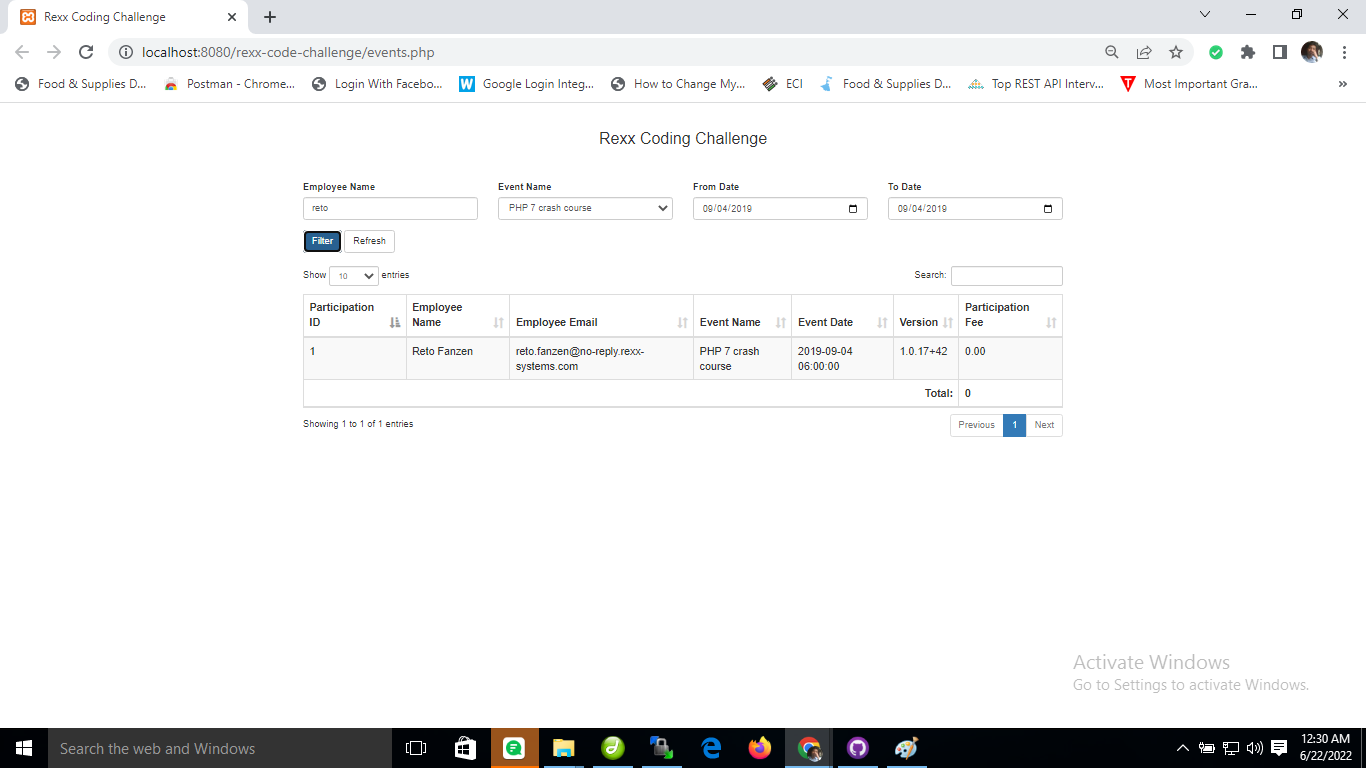 Rexx Coding Challenge
localhost:8080/rexx-code-challenge/events.php
Food & Supplies D... Postman - Chrome... Login With Facebo... Google Login Integ... How to Change My... ECI Food & Supplies D... Top REST API Interv... Most Important Gra... »
Rexx Coding Challenge
Employee Name Event Name From Date To Date
reto PHP 7 crash course 09/04/2019 09/04/2019
Filter Refresh
Show 10 entries Search:
Participation ID Employee Name Employee Email Event Name Event Date Version Participation Fee
1 Reto Fanzen reto.fanzen@no-reply.rexx- PHP 7 crash 2019-09-04 1.0.17+42 0.00
systems.com course 06:00:00
Total: 0
Showing 1 to 1 of 1 entries Previous 1 Next
Activate Windows
Go to Settings to activate Windows.
Search the web and Windows
12:30 AM
6/22/2022